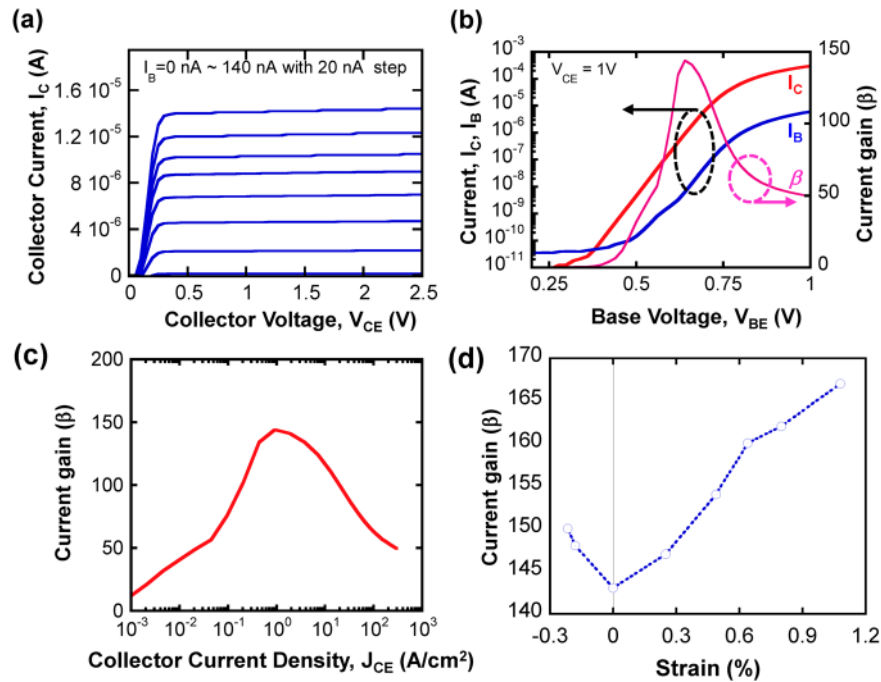 (a)
I_B=0 nA ~ 140 nA with 20 nA step
Collector Current, I_C (A)
1.6 10^-5
1.2 10^-5
8 10^-6
4 10^-6
0
0 0.5 1 1.5 2 2.5
Collector Voltage, V_CE (V)
(b)
V_CE = 1V
Current, I_C, I_B (A)
10^-3
10^-4
10^-5
10^-6
10^-7
10^-8
10^-9
10^-10
10^-11
I_C
I_B
β
150
100
50
0
Current gain (β)
0.25 0.5 0.75 1
Base Voltage, V_BE (V)
(c)
Current gain (β)
200
150
100
50
0
10^-3 10^-2 10^-1 10^0 10^1 10^2 10^3
Collector Current Density, J_CE (A/cm²)
(d)
Current gain (β)
170
165
160
155
150
145
140
-0.3 0 0.3 0.6 0.9 1.2
Strain (%)